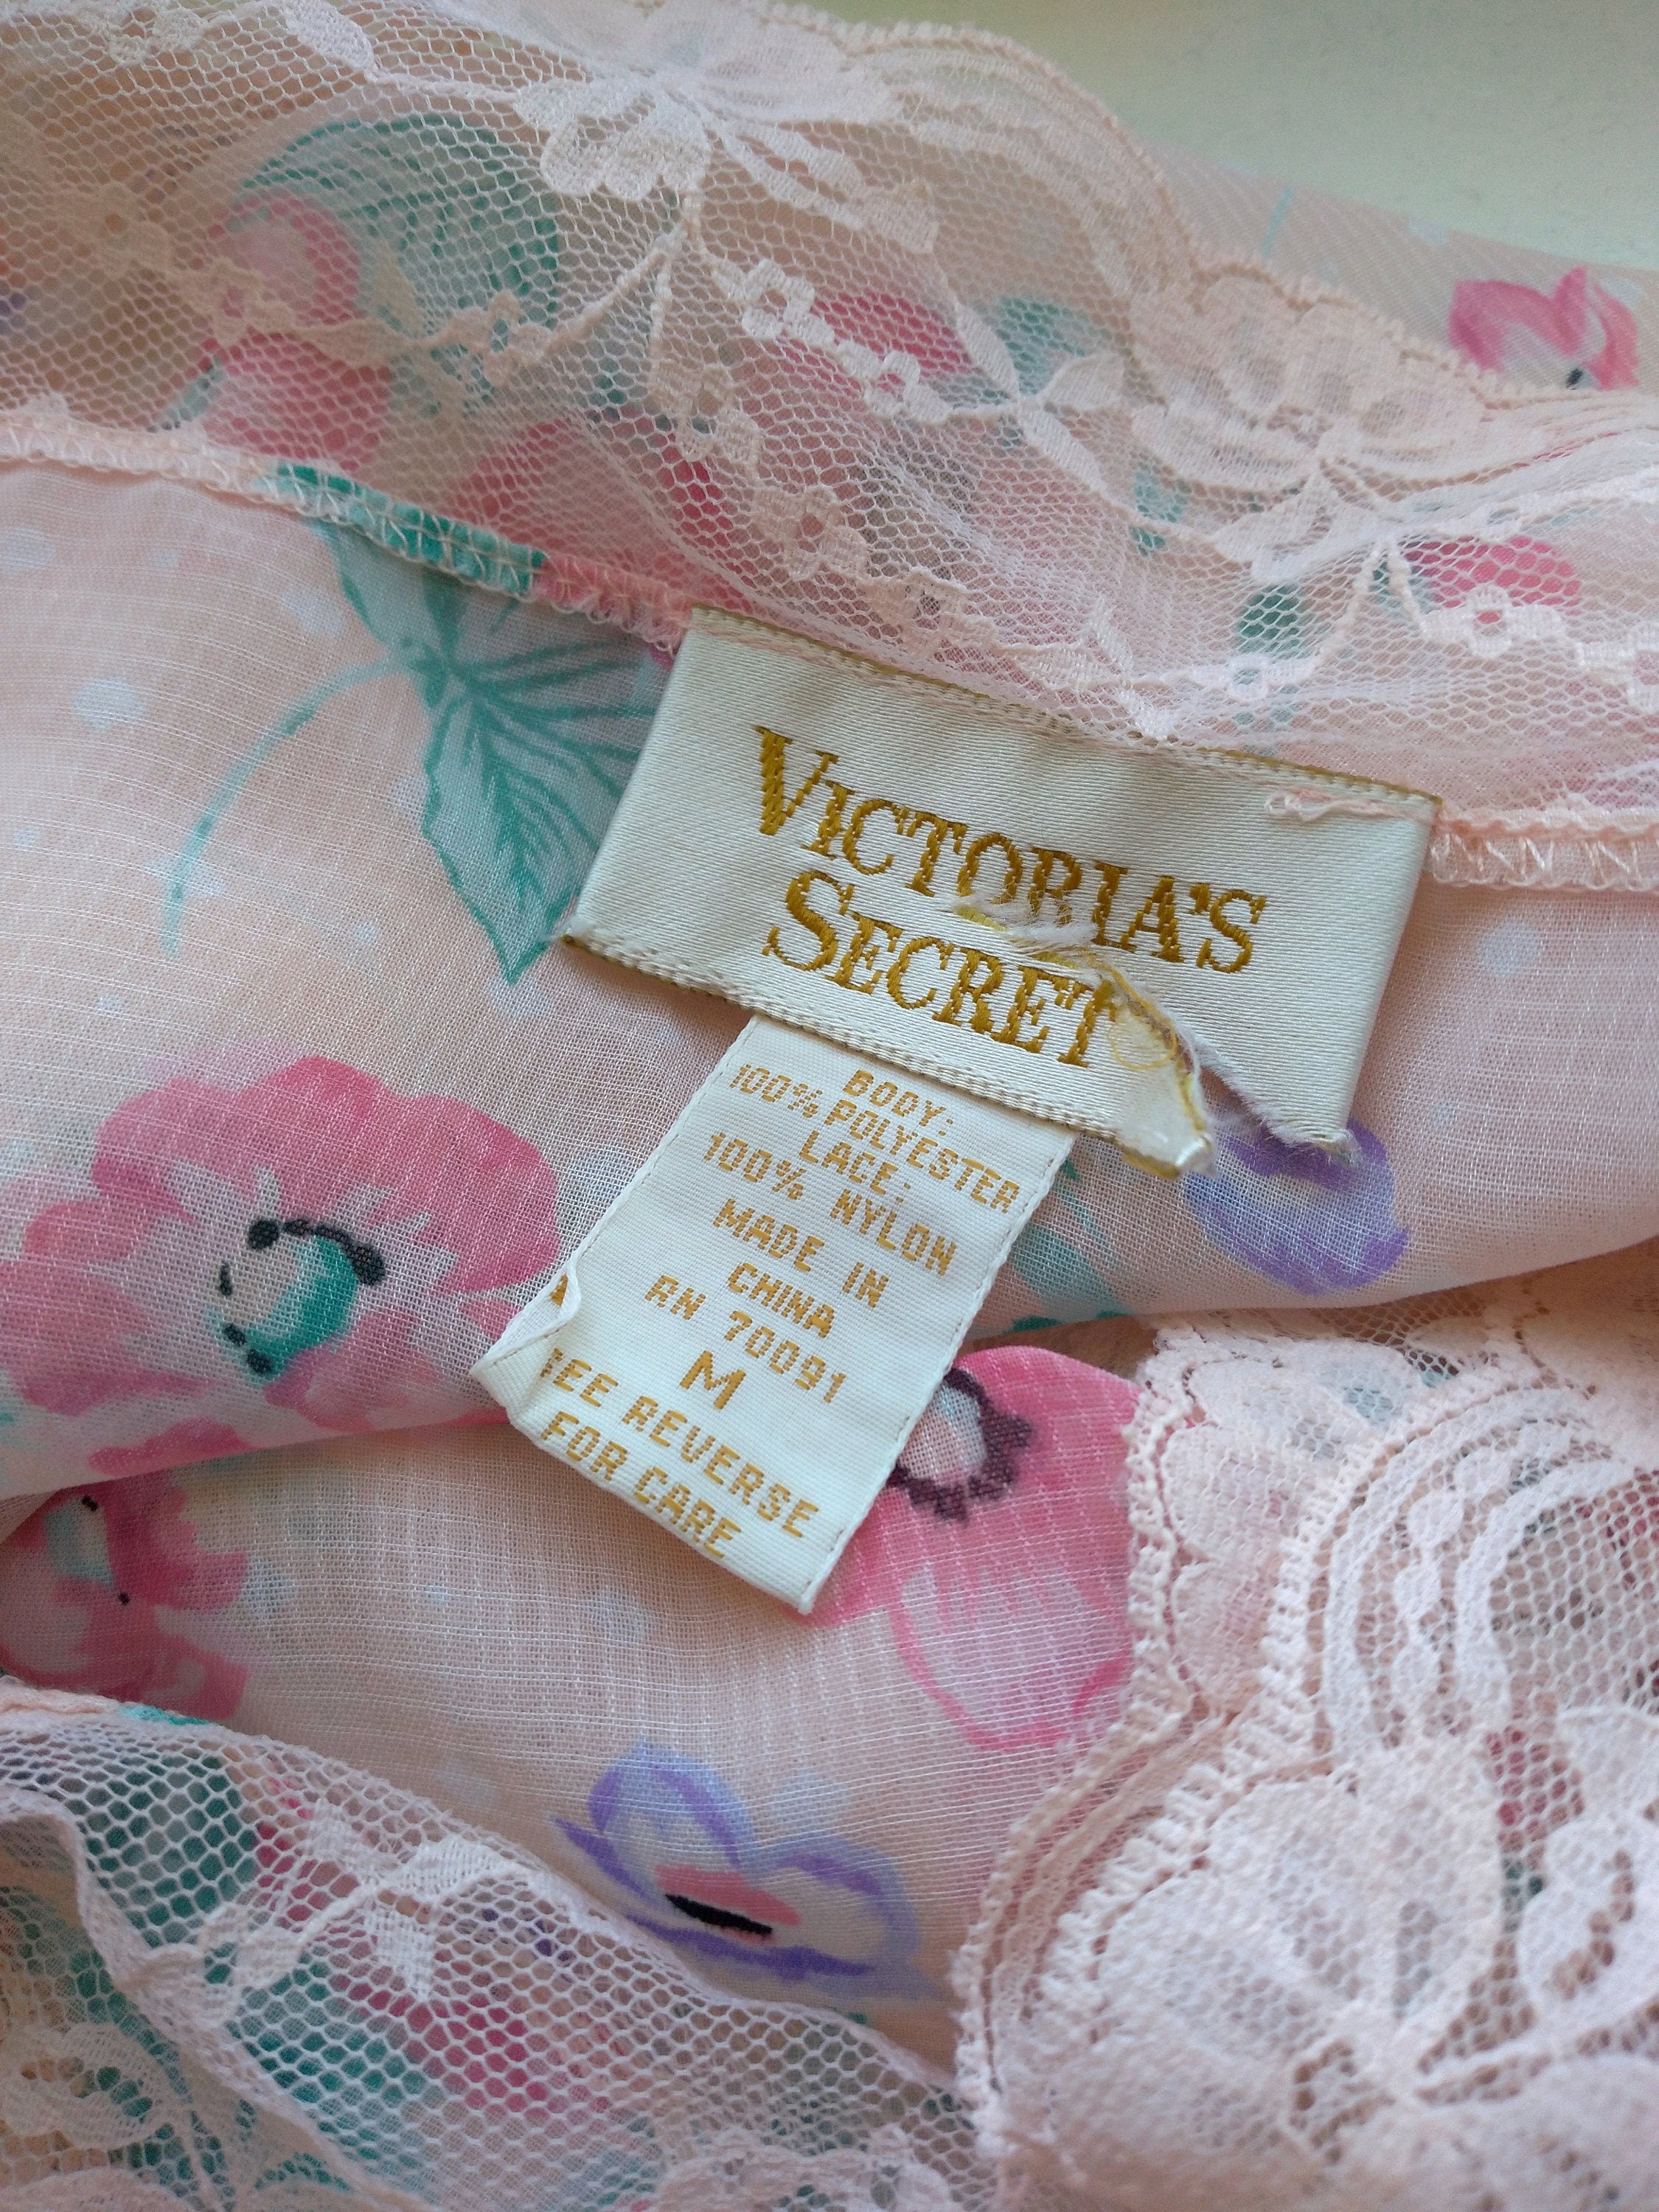 VICTORIA'S
SECRET
BODY:
100% POLYESTER
LACE:
100% NYLON
MADE IN
CHINA
RN 70091
M
SEE REVERSE
FOR CARE